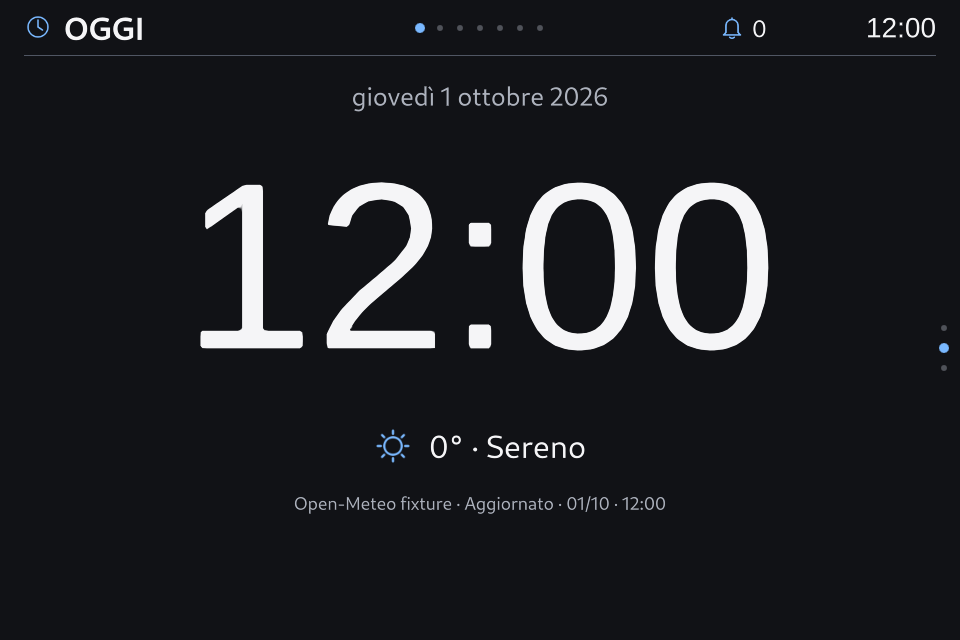 OGGI
0
12:00
giovedì 1 ottobre 2026
12:00
0° · Sereno
Open-Meteo fixture · Aggiornato · 01/10 · 12:00